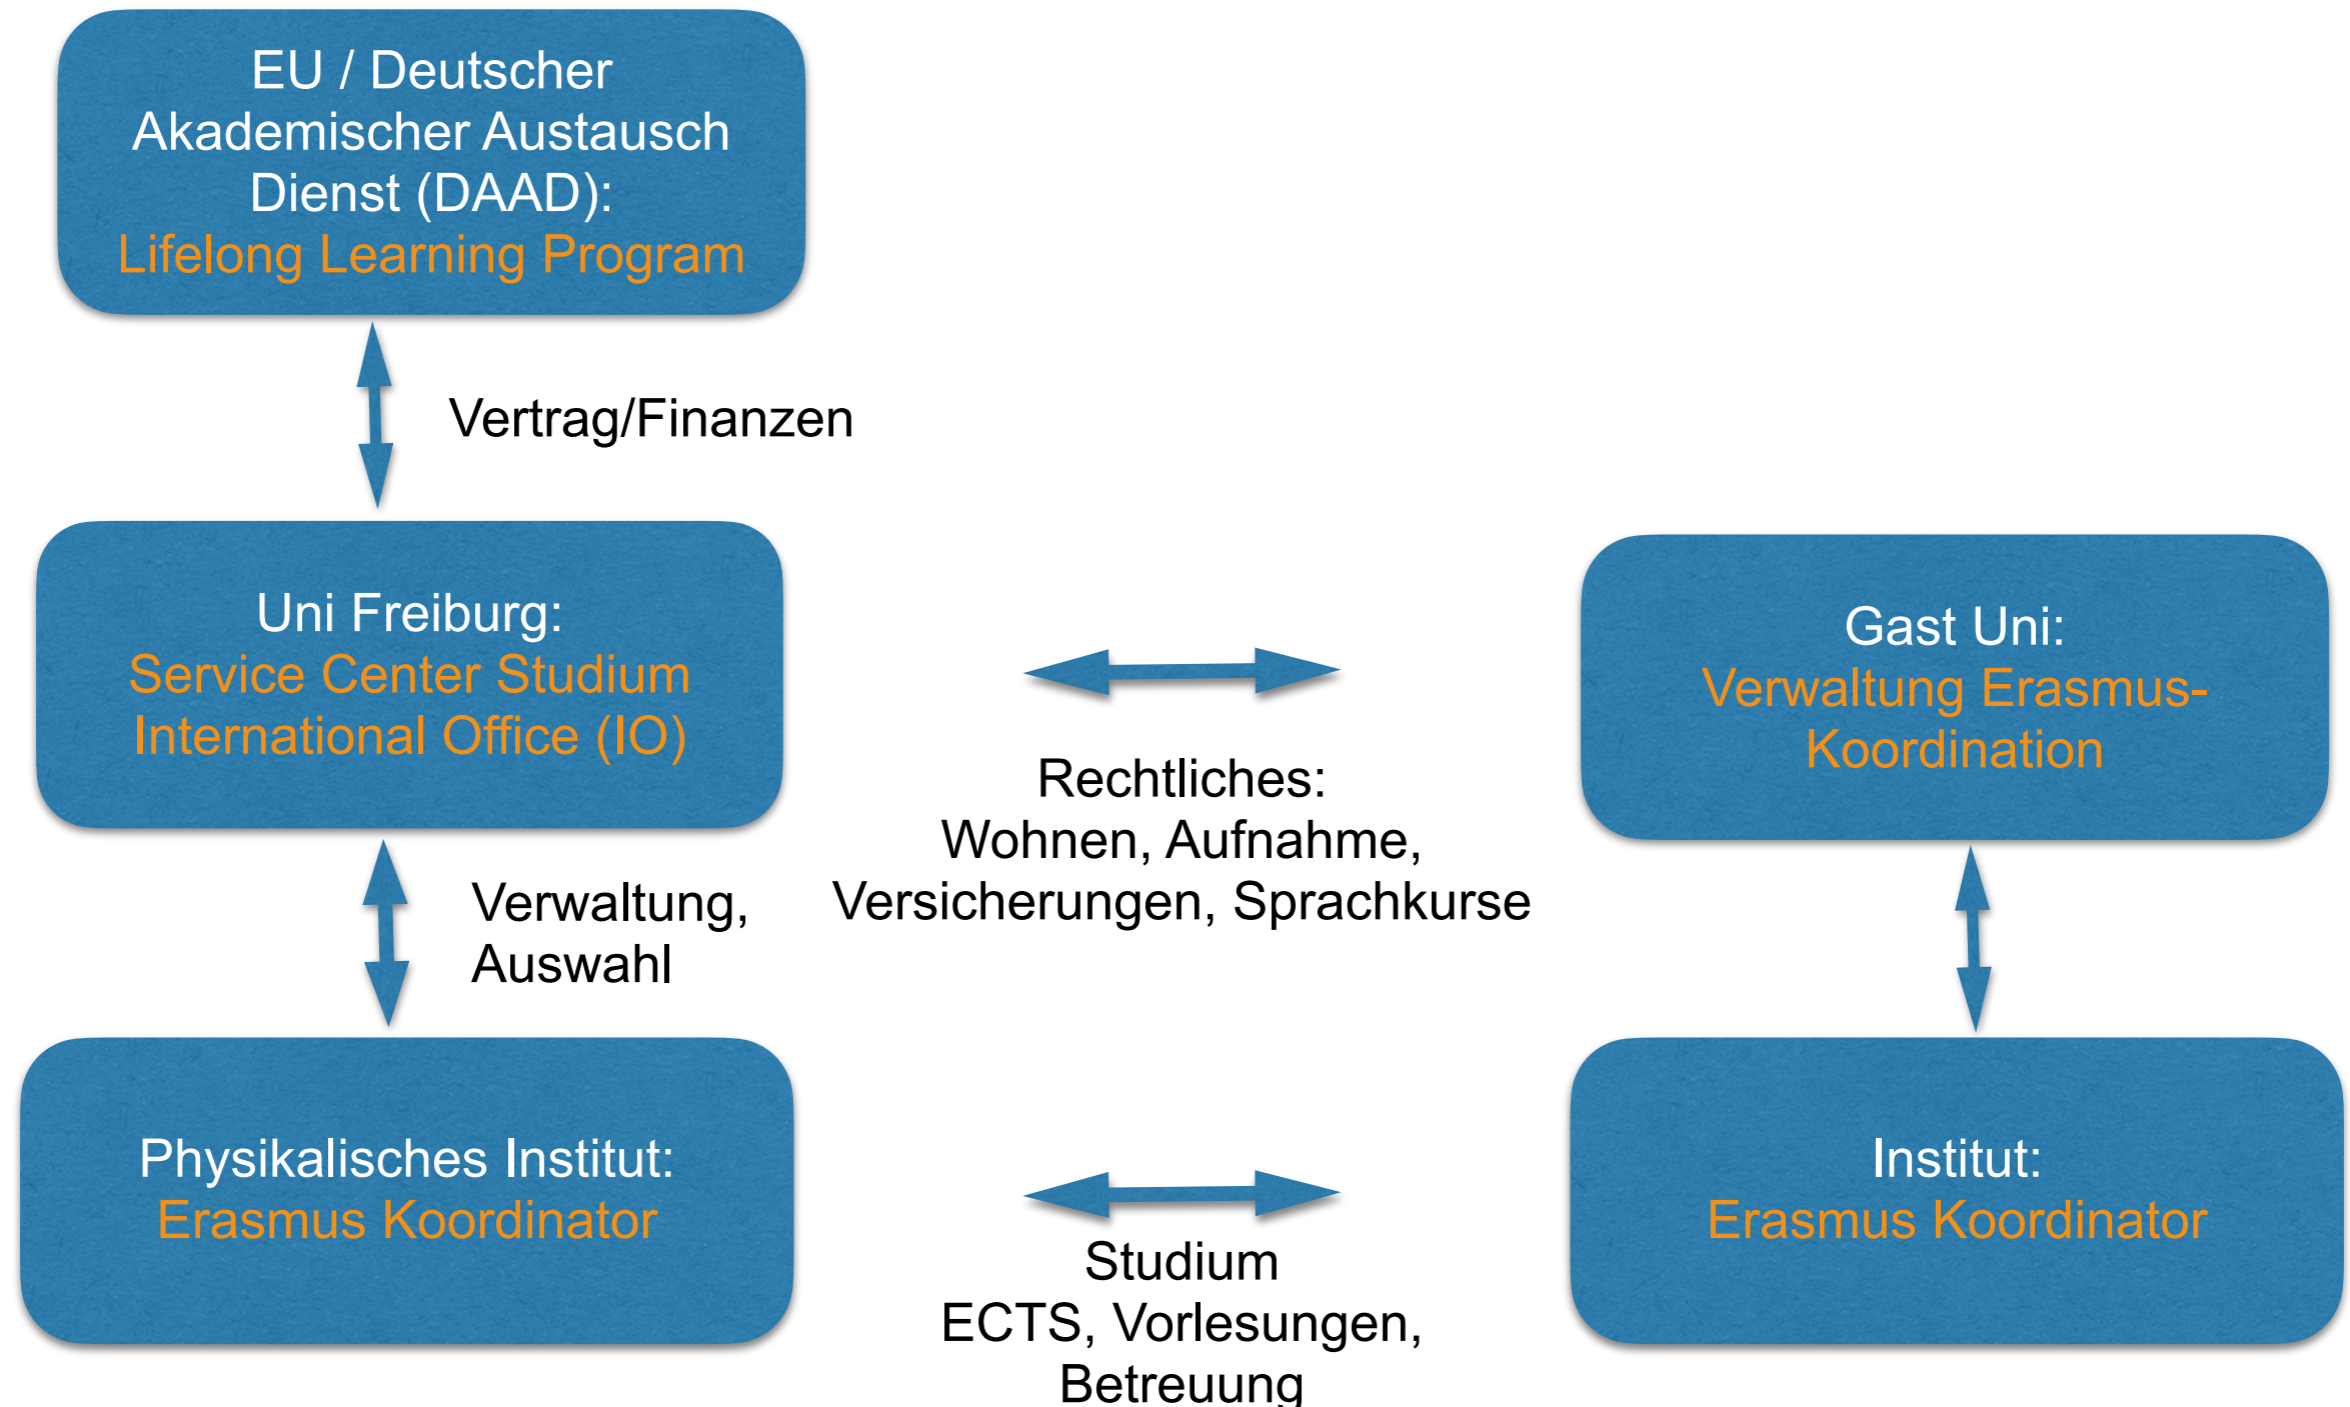 EU / Deutscher
Akademischer Austausch
Dienst (DAAD):
Lifelong Learning Program
Vertrag/Finanzen
Uni Freiburg:
Service Center Studium
International Office (IO)
Gast Uni:
Verwaltung Erasmus-
Koordination
Rechtliches:
Wohnen, Aufnahme,
Versicherungen, Sprachkurse
Verwaltung,
Auswahl
Physikalisches Institut:
Erasmus Koordinator
Institut:
Erasmus Koordinator
Studium
ECTS, Vorlesungen,
Betreuung